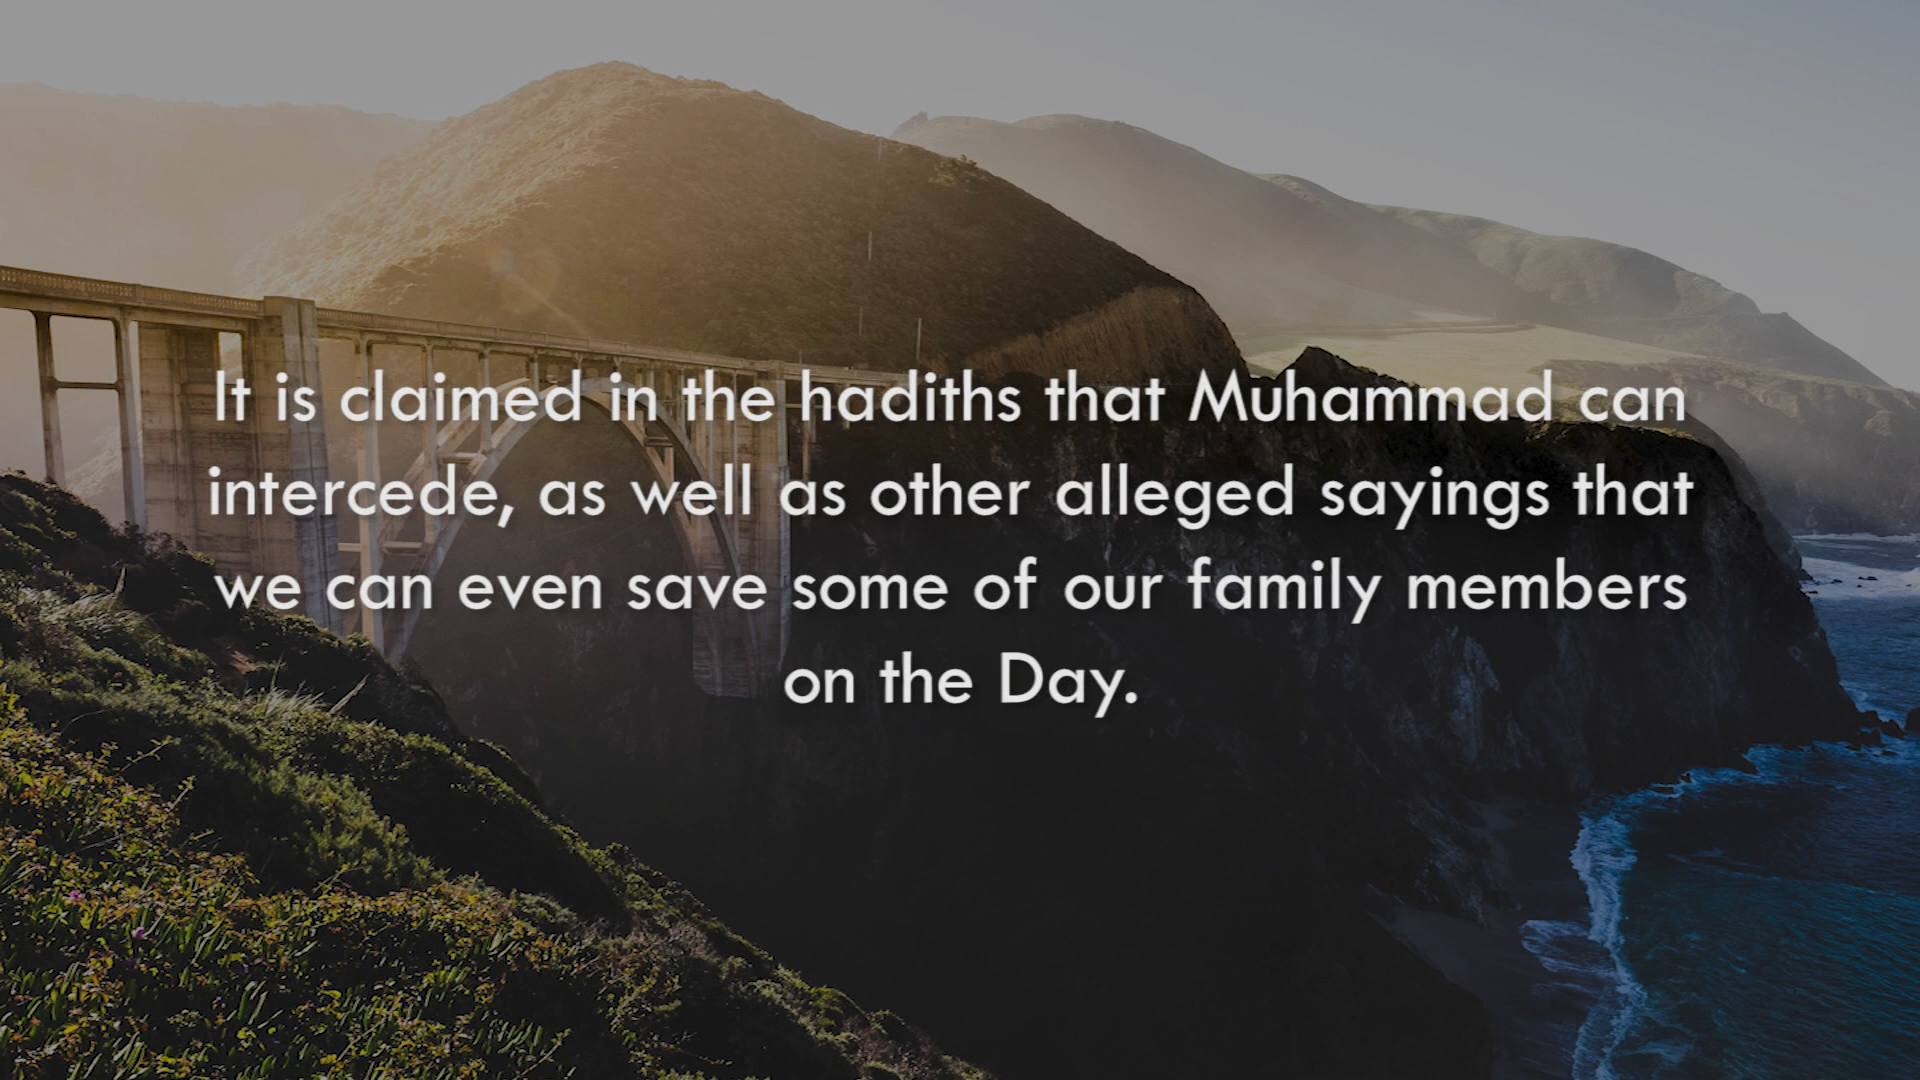 It is claimed in the hadiths that Muhammad can
intercede, as well as other alleged sayings that
we can even save some of our family members
on the Day.